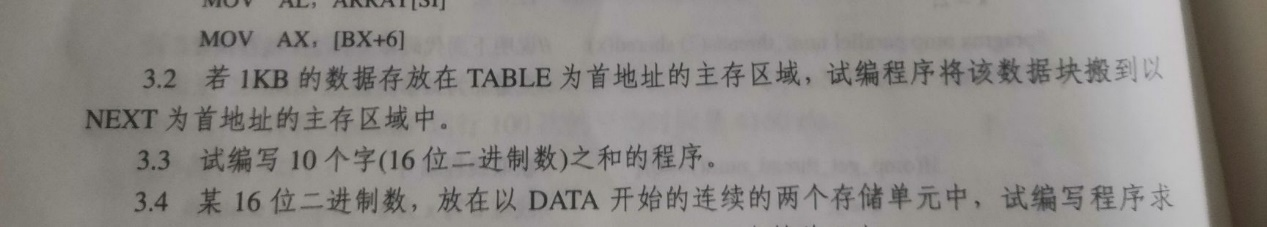 MOV AL, ARRAY[SI]
MOV AX, [BX+6]
3.2 若 1KB 的数据存放在 TABLE 为首地址的主存区域，试编程序将该数据块搬到以
NEXT 为首地址的主存区域中。
3.3 试编写 10 个字(16 位二进制数)之和的程序。
3.4 某 16 位二进制数，放在以 DATA 开始的连续的两个存储单元中，试编写程序求